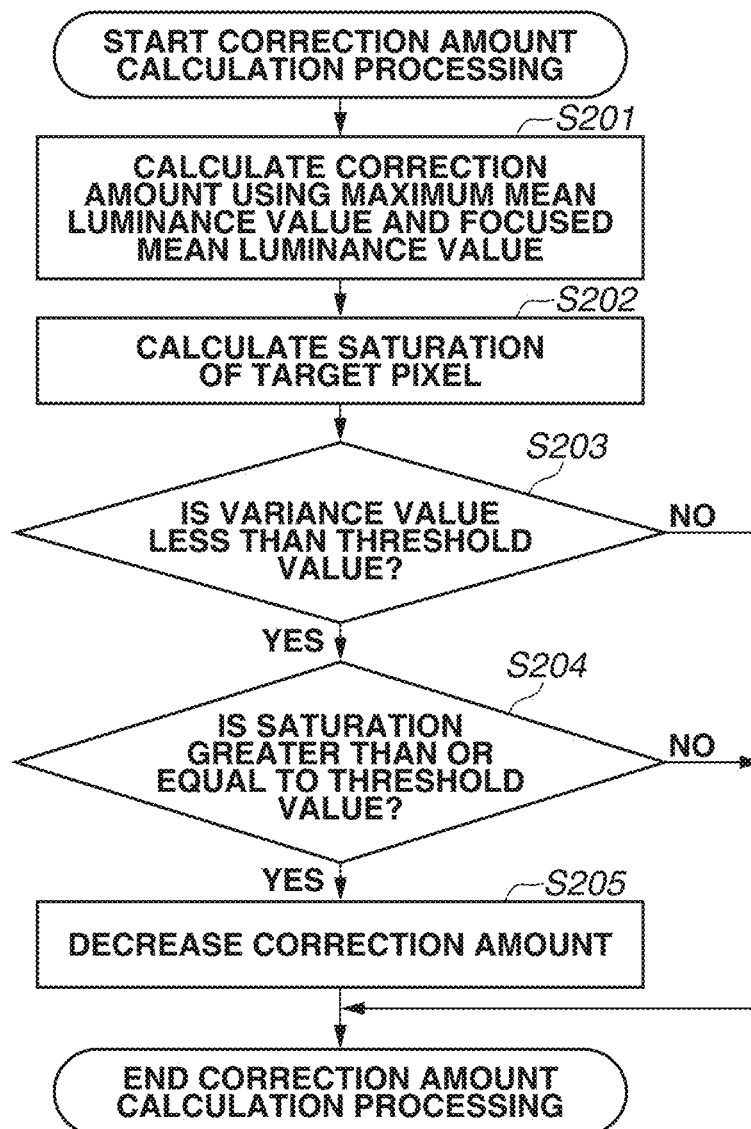 START CORRECTION AMOUNT
CALCULATION PROCESSING
S201
CALCULATE CORRECTION
AMOUNT USING MAXIMUM MEAN
LUMINANCE VALUE AND FOCUSED
MEAN LUMINANCE VALUE
S202
CALCULATE SATURATION
OF TARGET PIXEL
S203
IS VARIANCE VALUE
LESS THAN THRESHOLD
VALUE?
NO
YES
S204
IS SATURATION
GREATER THAN OR
EQUAL TO THRESHOLD
VALUE?
NO
YES
S205
DECREASE CORRECTION AMOUNT
END CORRECTION AMOUNT
CALCULATION PROCESSING